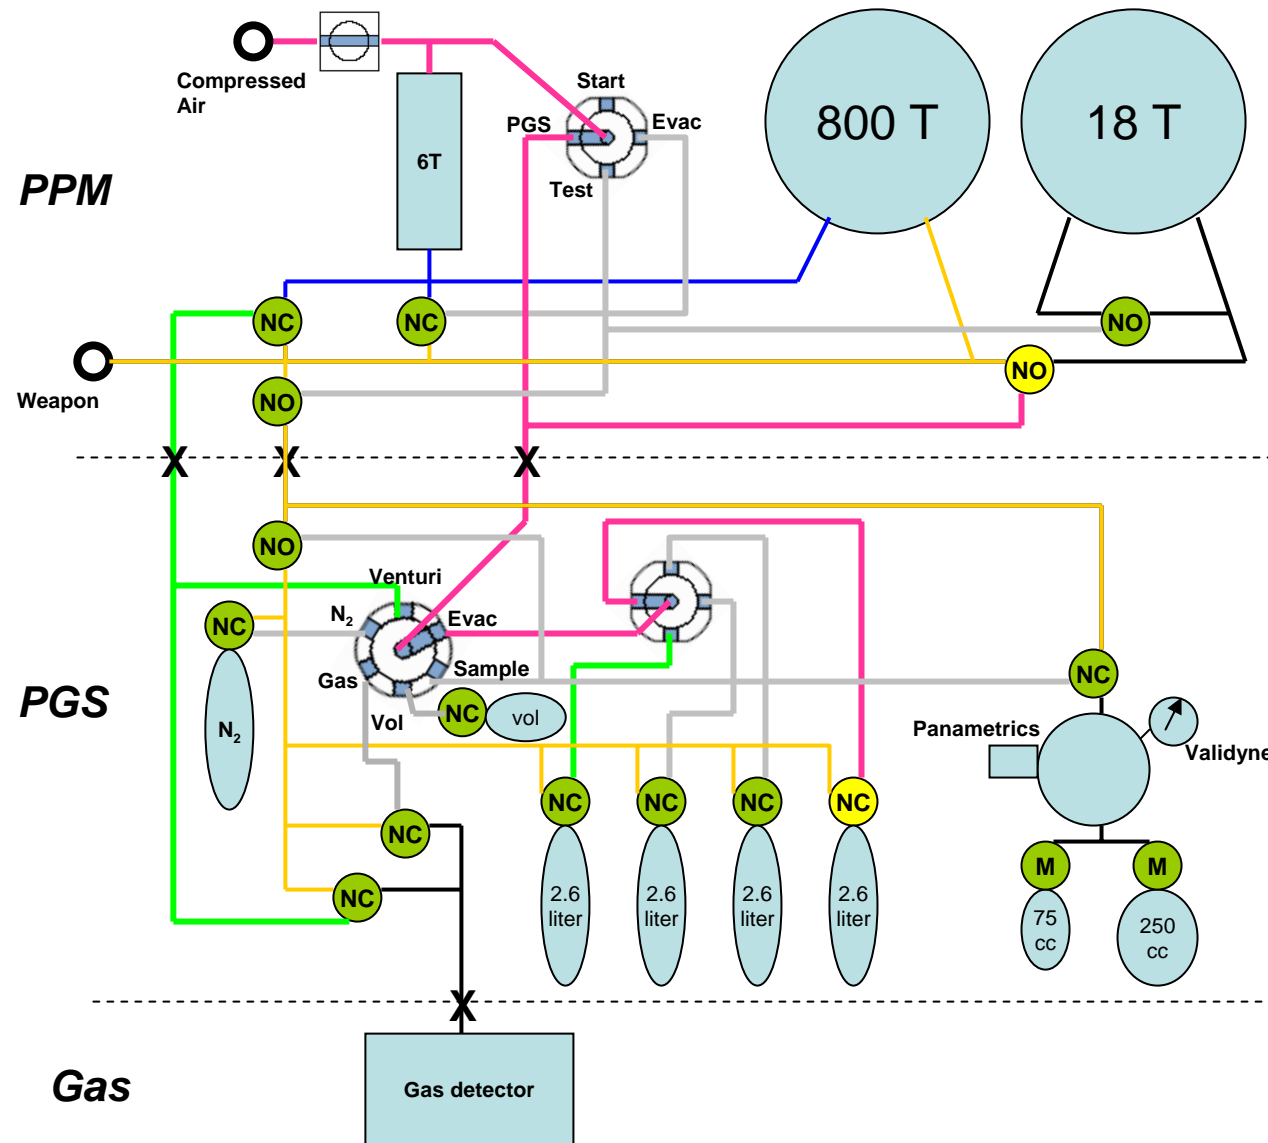 Compressed
Air
Start
PGS
Evac
Test
800 T
18 T
6T
PPM
NC
NC
NO
NO
Weapon
NO
X
X
X
NO
Venturi
N2
Evac
NC
Sample
Gas
Vol
NC
vol
NC
PGS
N2
Panametrics
Validyne
NC
NC
NC
NC
NC
NC
M
M
2.6
liter
2.6
liter
2.6
liter
2.6
liter
75
cc
250
cc
X
Gas
Gas detector